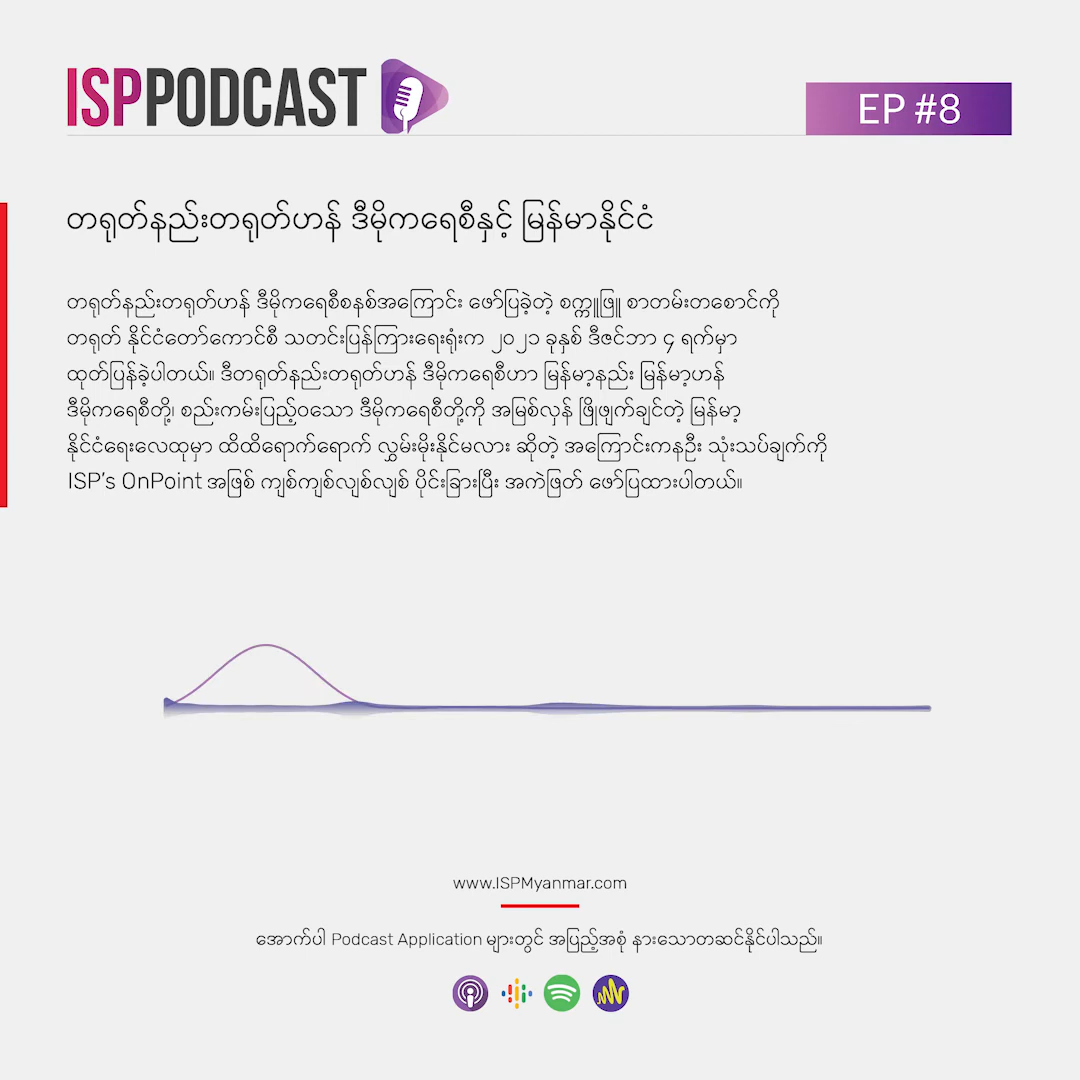 ISPPODCAST
EP #8
တရုတ်နည်းတရုတ်ဟန် ဒီမိုကရေစီနှင့် မြန်မာနိုင်ငံ
တရုတ်နည်းတရုတ်ဟန် ဒီမိုကရေစီစနစ်အကြောင်း ဖော်ပြခဲ့တဲ့ စက္ကူဖြူ စာတမ်းတစောင်ကို
တရုတ် နိုင်ငံတော်ကောင်စီ သတင်းပြန်ကြားရေးရုံးက ၂၀၂၁ ခုနှစ် ဒီဇင်ဘာ ၄ ရက်မှာ
ထုတ်ပြန်ခဲ့ပါတယ်။ ဒီတရုတ်နည်းတရုတ်ဟန် ဒီမိုကရေစီဟာ မြန်မာ့နည်း မြန်မာ့ဟန်
ဒီမိုကရေစီတို့၊ စည်းကမ်းပြည့်ဝသော ဒီမိုကရေစီတို့ကို အမြစ်လှန် ဖြိုဖျက်ချင်တဲ့ မြန်မာ့
နိုင်ငံရေးလေထုမှာ ထိထိရောက်ရောက် လွှမ်းမိုးနိုင်မလား ဆိုတဲ့ အကြောင်းကနဦး သုံးသပ်ချက်ကို
ISP's OnPoint အဖြစ် ကျစ်ကျစ်လျစ်လျစ် ပိုင်းခြားပြီး အကဲဖြတ် ဖော်ပြထားပါတယ်။
www.ISPMyanmar.com
အောက်ပါ Podcast Application များတွင် အပြည့်အစုံ နားသောတဆင်နိုင်ပါသည်။